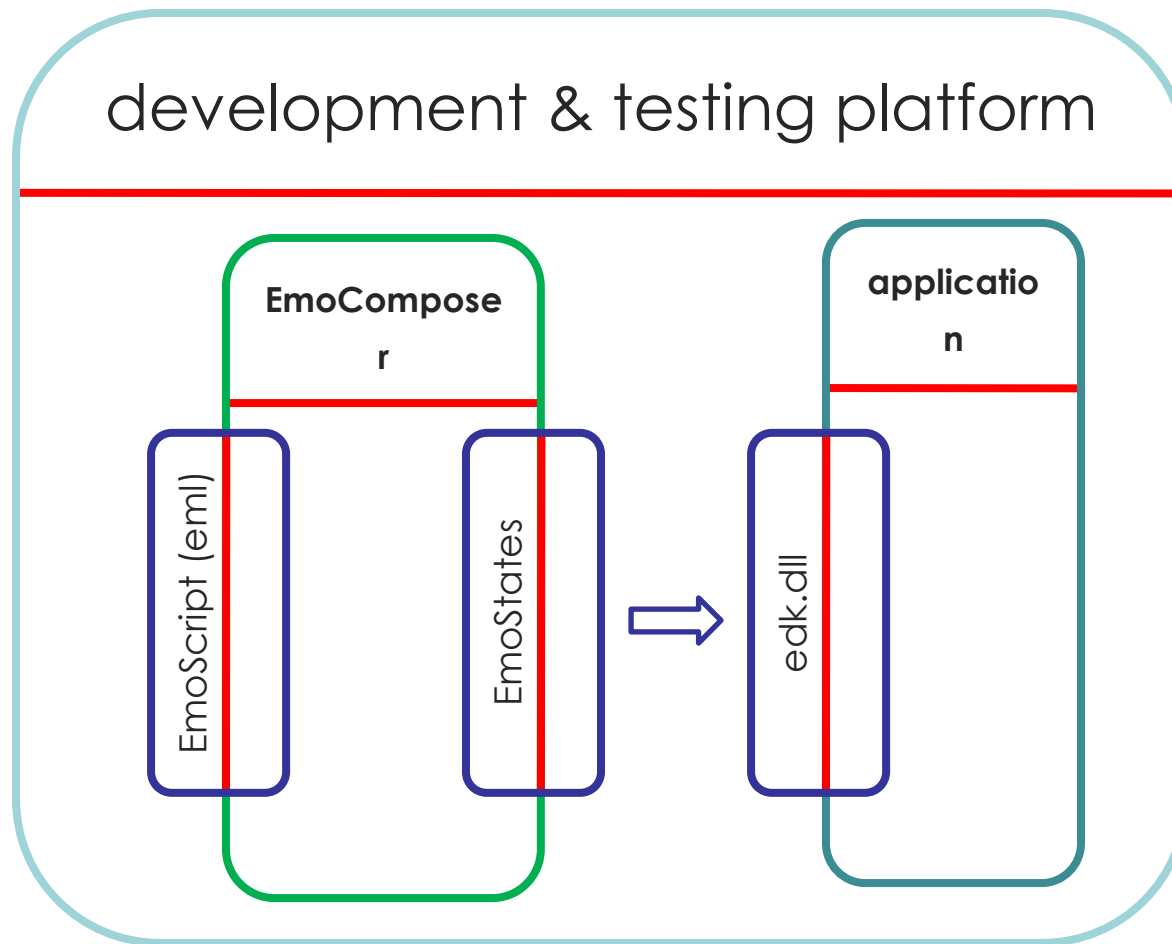 development & testing platform
EmoCompose
r
applicatio
n
EmoScript (eml)
EmoStates
edk.dll